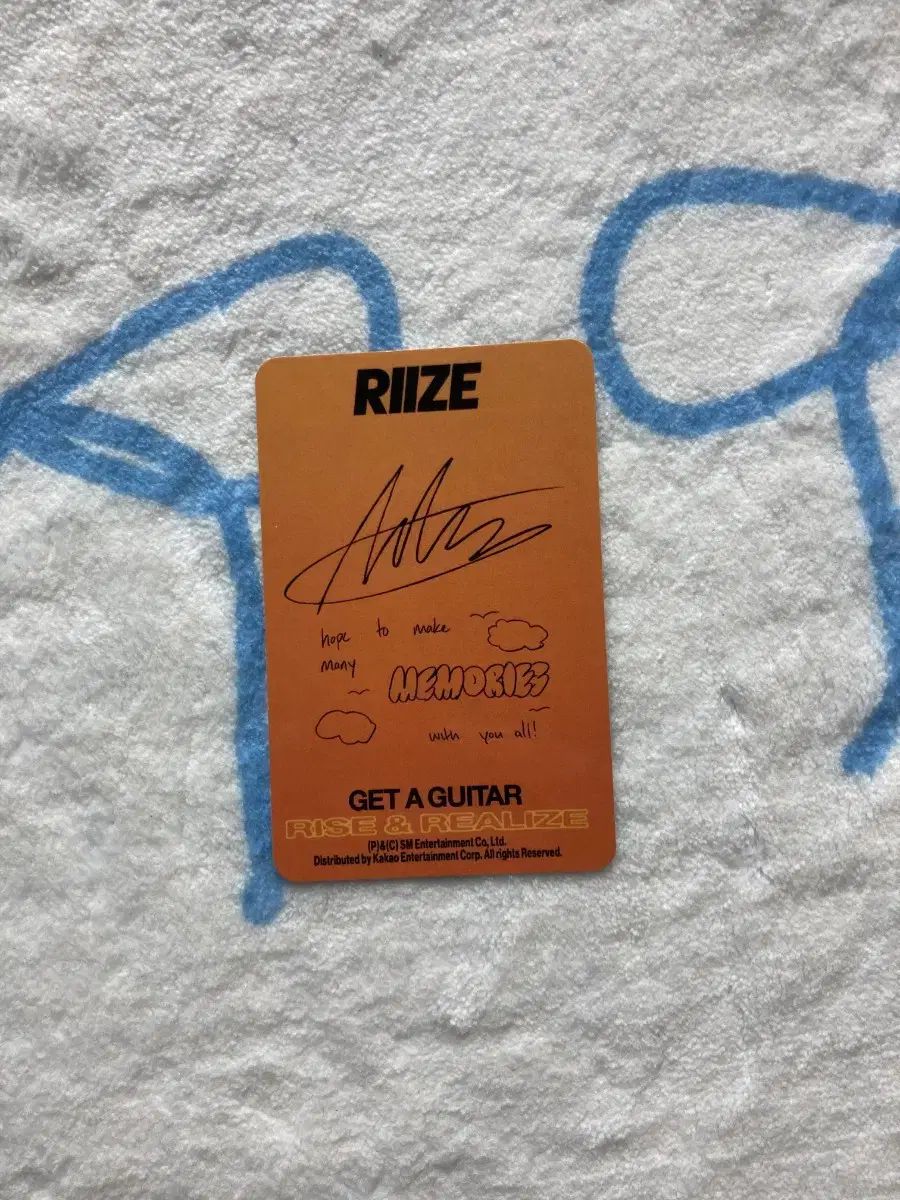 RIIZE
hope to make
many MEMORIES
with you all!
GET A GUITAR
RISE & REALIZE
(P)&(C) SM Entertainment Co., Ltd.
Distributed by Kakao Entertainment Corp. All rights Reserved.